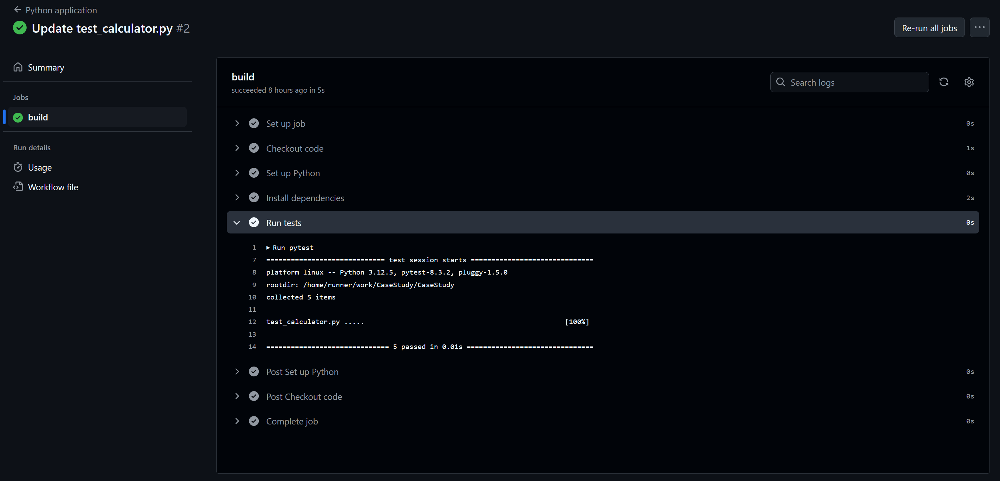 Python application
Update test_calculator.py #2
Re-run all jobs
Summary
Jobs
build
Run details
Usage
Workflow file
build
succeeded 8 hours ago in 5s
Search logs
Set up job 0s
Checkout code 1s
Set up Python 0s
Install dependencies 2s
Run tests 0s
1 Run pytest
7 ============================= test session starts ==============================
8 platform linux -- Python 3.12.5, pytest-8.3.2, pluggy-1.5.0
9 rootdir: /home/runner/work/CaseStudy/CaseStudy
10 collected 5 items
11
12 test_calculator.py ..... [100%]
13
14 ============================== 5 passed in 0.01s ===============================
Post Set up Python 0s
Post Checkout code 0s
Complete job 0s